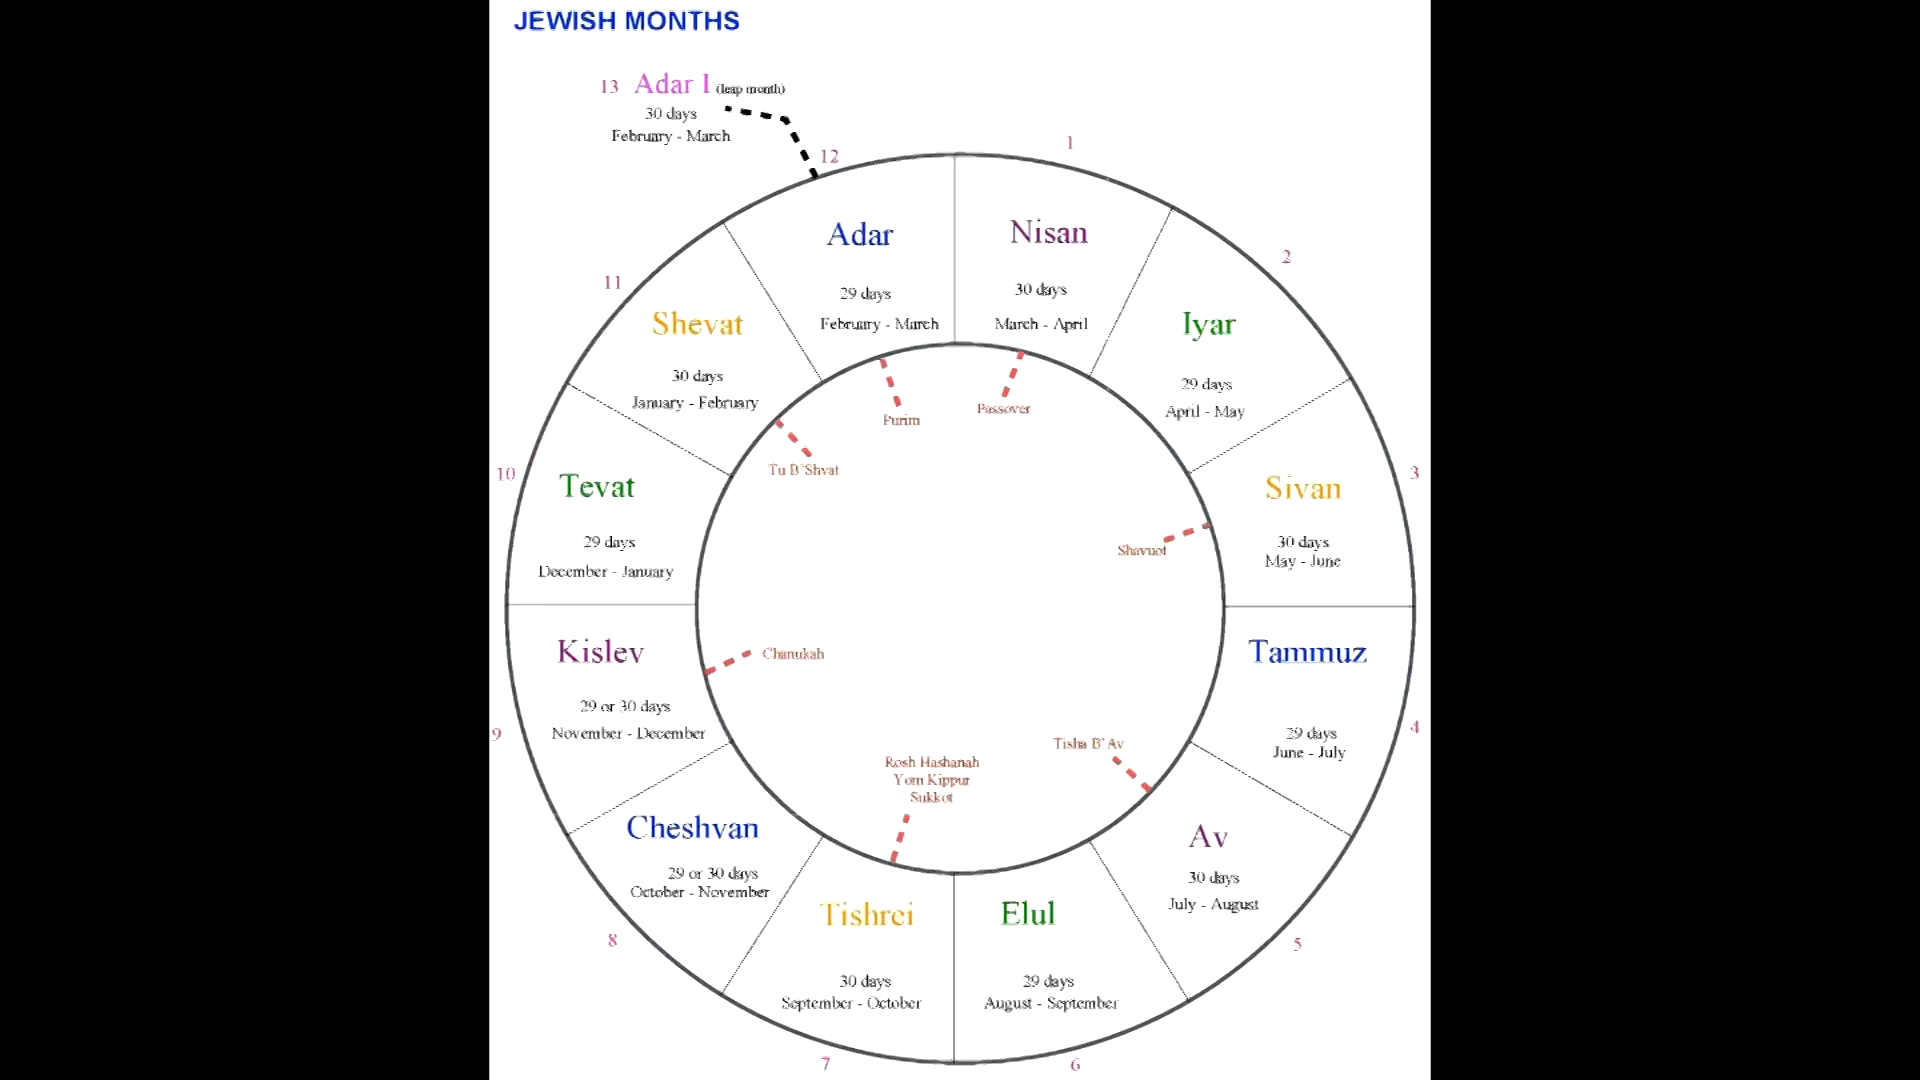 JEWISH MONTHS
13 Adar I (leap month)
30 days
February - March
12
1
Adar
29 days
February - March
Nisan
30 days
March - April
2
Iyar
29 days
April - May
3
Sivan
30 days
May - June
4
Tammuz
29 days
June - July
5
Av
30 days
July - August
6
Elul
29 days
August - September
7
Tishrei
30 days
September - October
8
Cheshvan
29 or 30 days
October - November
9
Kislev
29 or 30 days
November - December
10
Tevat
29 days
December - January
11
Shevat
30 days
January - February
Purim
Passover
Tu B'Shvat
Shavuot
Chanukah
Tisha B'Av
Rosh Hashanah
Yom Kippur
Sukkot